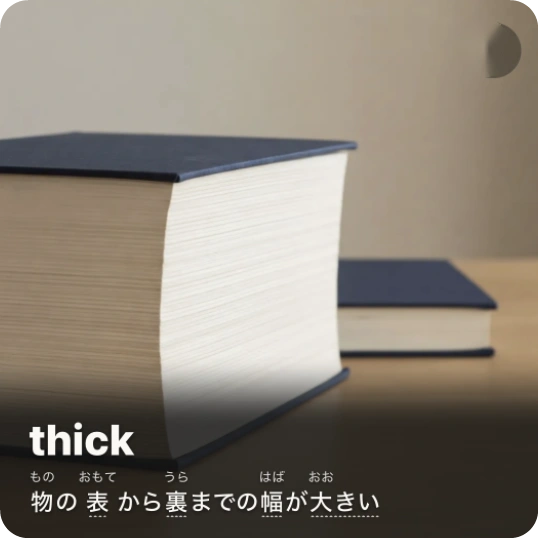 thick
もの おもて うら はば おお
物の 表 から裏までの幅が大きい